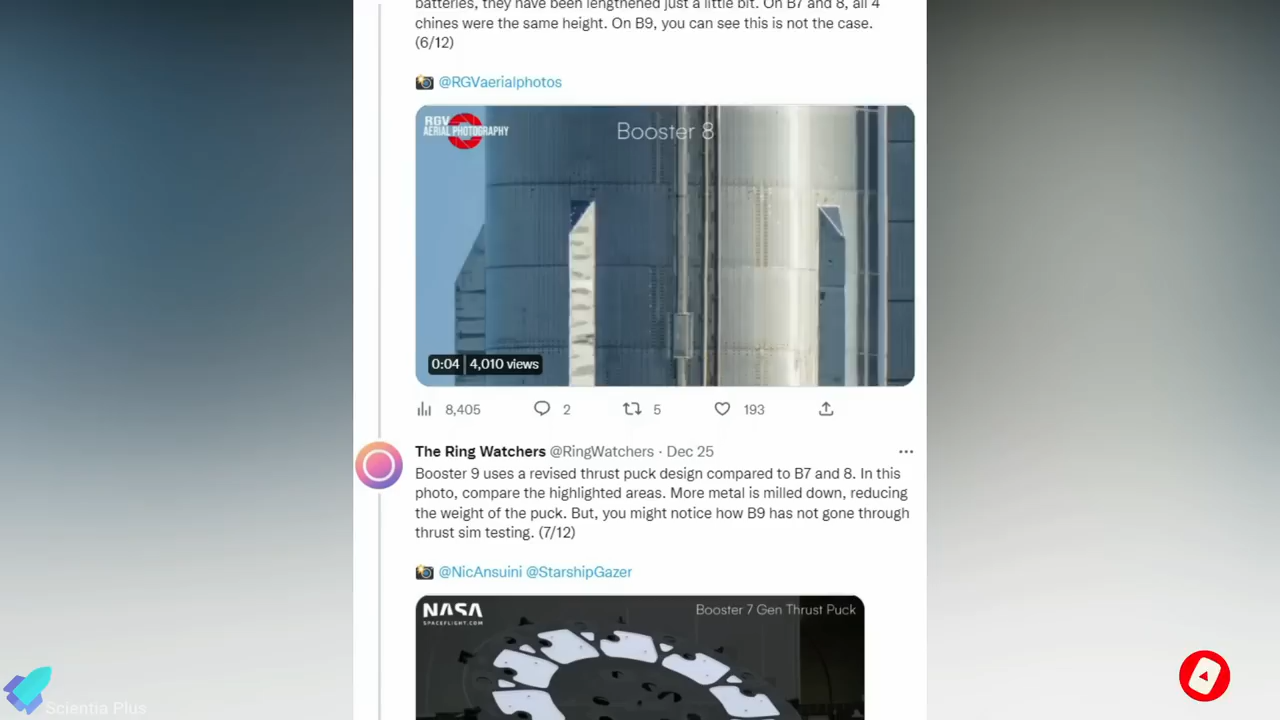 batteries, they have been lengthened just a little bit. On B7 and 8, all 4
chines were the same height. On B9, you can see this is not the case.
(6/12)
@RGVaerialphotos
RGV
AERIAL PHOTOGRAPHY
Booster 8
0:04 4,010 views
8,405 2 5 193
The Ring Watchers @RingWatchers · Dec 25
Booster 9 uses a revised thrust puck design compared to B7 and 8. In this
photo, compare the highlighted areas. More metal is milled down, reducing
the weight of the puck. But, you might notice how B9 has not gone through
thrust sim testing. (7/12)
@NicAnsuini @StarshipGazer
NASA
SPACEFLIGHT.COM
Booster 7 Gen Thrust Puck
Scientia Plus